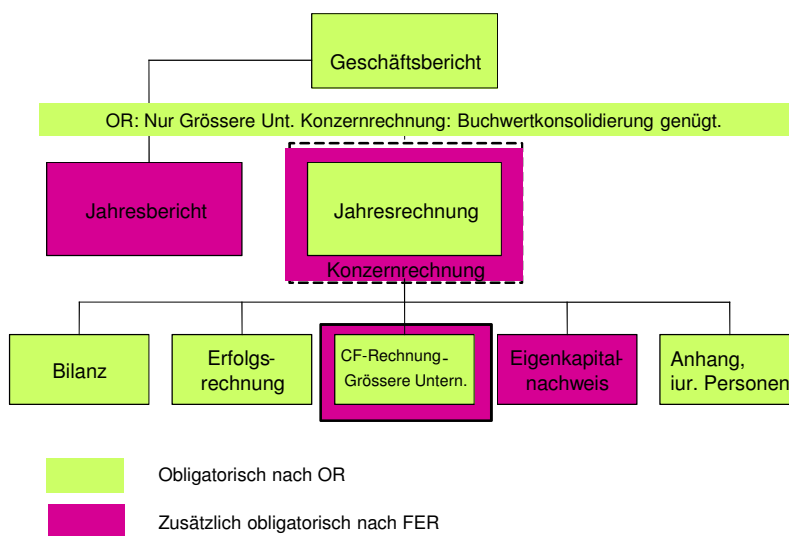 Geschäftsbericht
OR: Nur Grössere Unt. Konzernrechnung: Buchwertkonsolidierung genügt.
Jahresbericht
Jahresrechnung
Konzernrechnung
Bilanz
Erfolgs-
rechnung
CF-Rechnung-
Grössere Untern.
Eigenkapital-
nachweis
Anhang,
iur. Personen
Obligatorisch nach OR
Zusätzlich obligatorisch nach FER